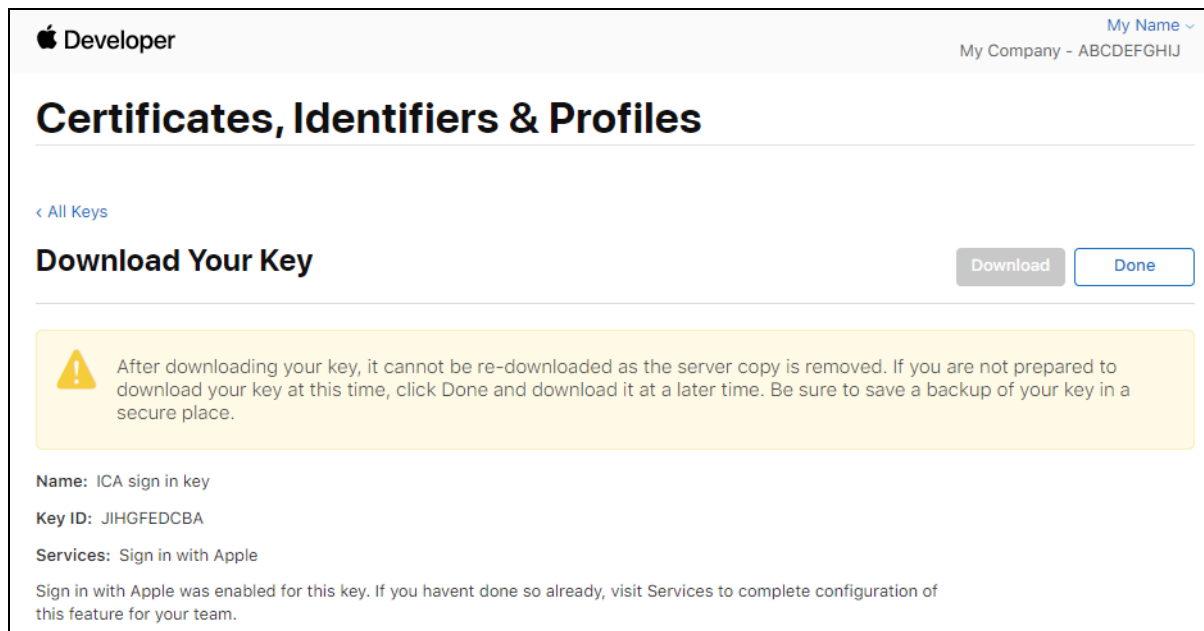 Developer
My Name
My Company - ABCDEFGHIJ
Certificates, Identifiers & Profiles
‹ All Keys
Download Your Key
Download
Done
After downloading your key, it cannot be re-downloaded as the server copy is removed. If you are not prepared to
download your key at this time, click Done and download it at a later time. Be sure to save a backup of your key in a
secure place.
Name: ICA sign in key
Key ID: JIHGFEDCBA
Services: Sign in with Apple
Sign in with Apple was enabled for this key. If you havent done so already, visit Services to complete configuration of
this feature for your team.